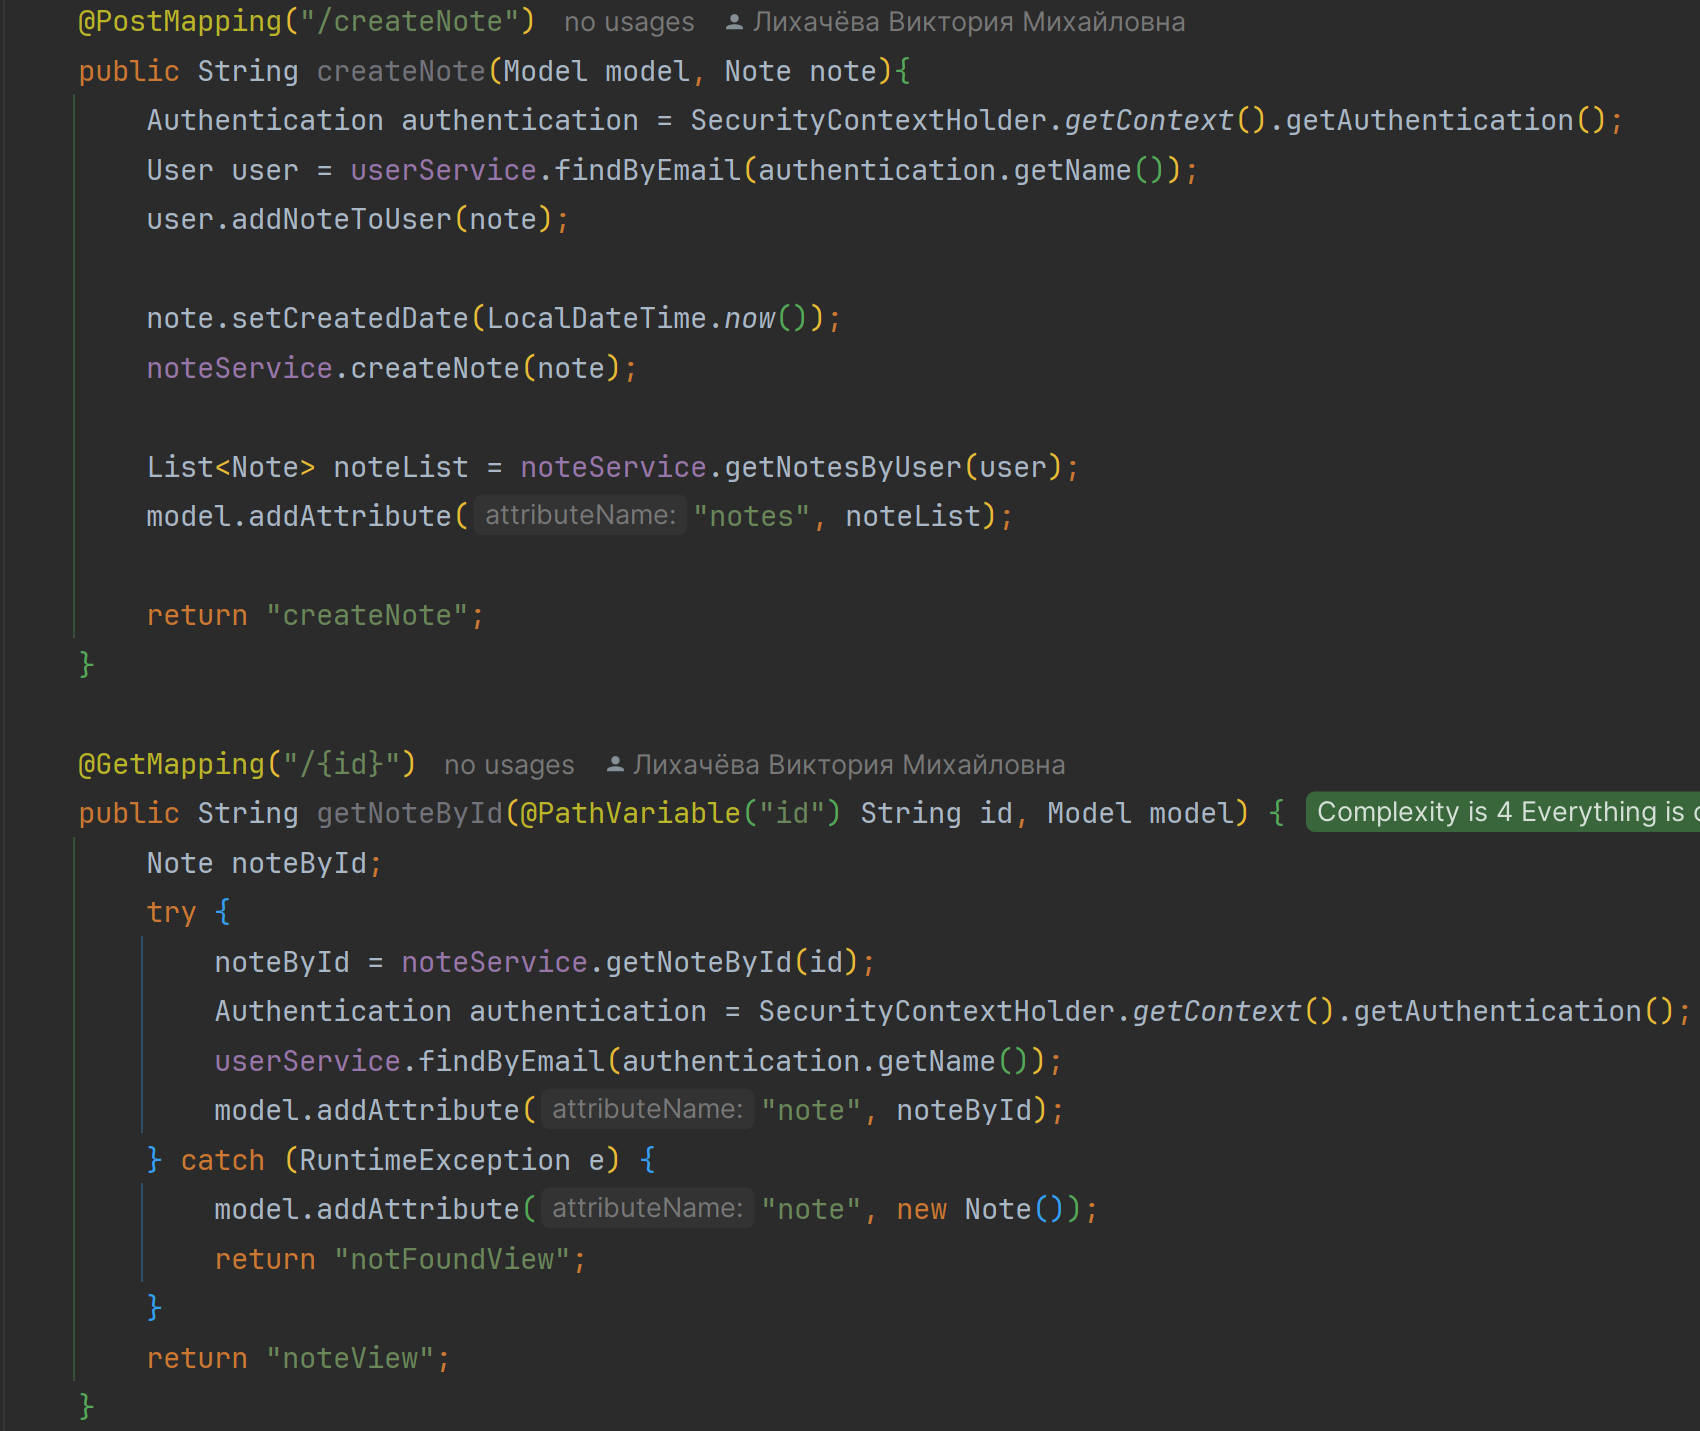 @PostMapping("/createNote") no usages Лихачёва Виктория Михайловна
public String createNote(Model model, Note note){
Authentication authentication = SecurityContextHolder.getContext().getAuthentication();
User user = userService.findByEmail(authentication.getName());
user.addNoteToUser(note);
note.setCreatedDate(LocalDateTime.now());
noteService.createNote(note);
List<Note> noteList = noteService.getNotesByUser(user);
model.addAttribute( attributeName: "notes", noteList);
return "createNote";
}
@GetMapping("/{id}") no usages Лихачёва Виктория Михайловна
public String getNoteById(@PathVariable("id") String id, Model model) { Complexity is 4 Everything is
Note noteById;
try {
noteById = noteService.getNoteById(id);
Authentication authentication = SecurityContextHolder.getContext().getAuthentication();
userService.findByEmail(authentication.getName());
model.addAttribute( attributeName: "note", noteById);
} catch (RuntimeException e) {
model.addAttribute( attributeName: "note", new Note());
return "notFoundView";
}
return "noteView";
}